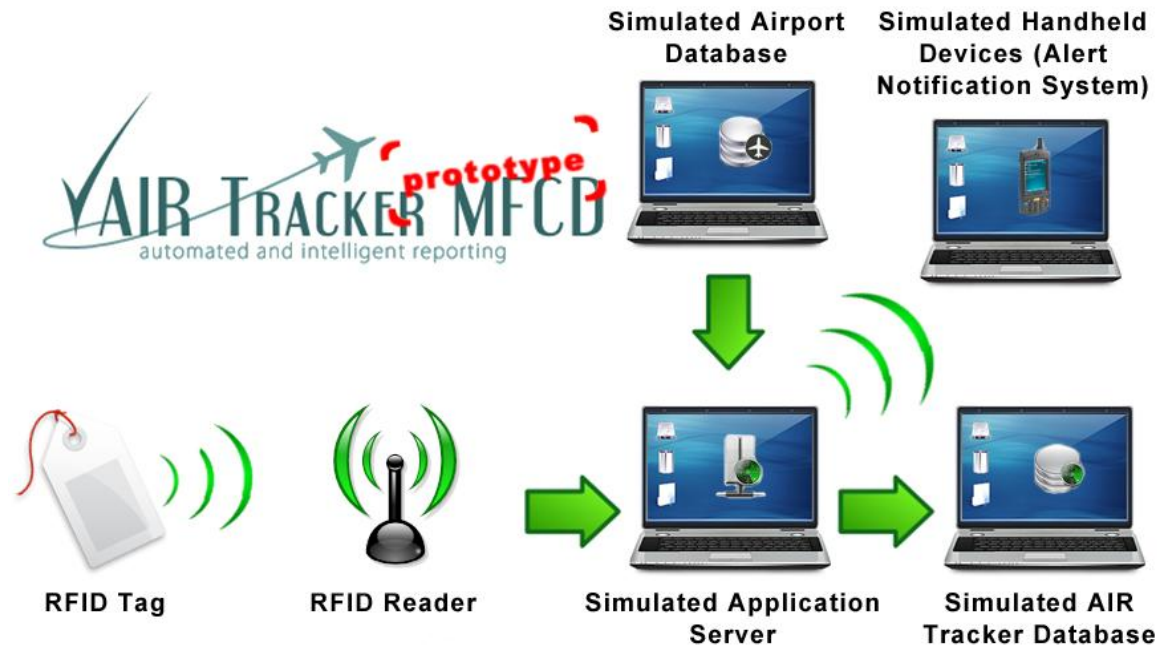 Simulated Airport
Database
Simulated Handheld
Devices (Alert
Notification System)
prototype
AIR TRACKER MFCD
automated and intelligent reporting
RFID Tag
RFID Reader
Simulated Application
Server
Simulated AIR
Tracker Database